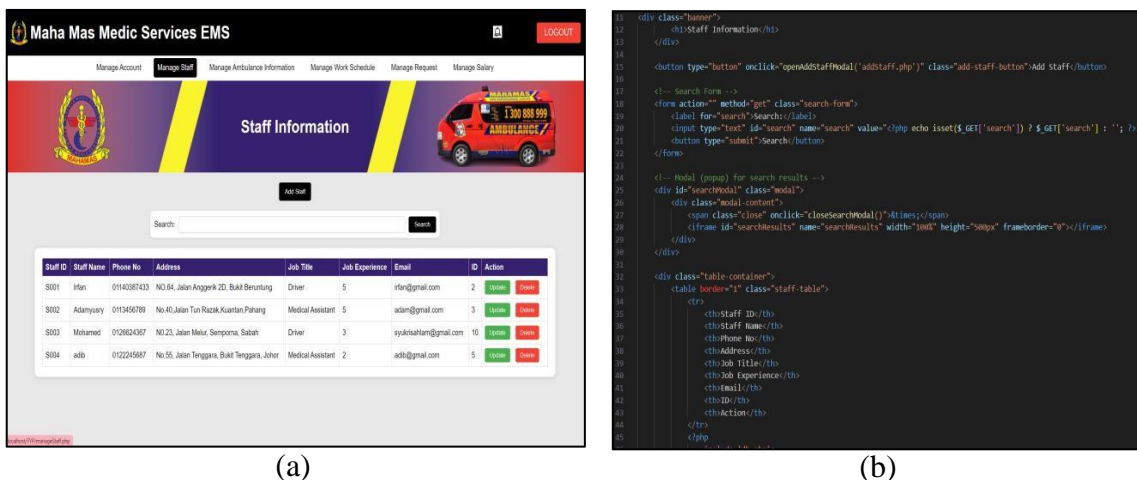 Maha Mas Medic Services EMS
LOGOUT
Manage Account Manage Staff Manage Ambulance Information Manage Work Schedule Manage Request Manage Salary
MAHAMAS
Staff Information
MAHAMAS
1 300 888 999
AMBULANCE
Add Staff
Search: Search
Staff ID Staff Name Phone No Address Job Title Job Experience Email ID Action
S001 Irfan 01140387433 NO.64, Jalan Anggerik 2D, Bukit Beruntung Driver 5 irfan@gmail.com 2 Update Delete
S002 Adamyusry 0113456789 No.40,Jalan Tun Razak,Kuantan,Pahang Medical Assistant 5 adam@gmail.com 3 Update Delete
S003 Mohamed 0126624367 NO.23, Jalan Melur, Semporna, Sabah Driver 3 syukrisahlam@gmail.com 10 Update Delete
S004 adib 0122245687 No.55, Jalan Tenggara, Bukit Tenggara, Johor Medical Assistant 2 adib@gmail.com 5 Update Delete
localhost/FYP/manageStaff.php
(a)
11 <div class="banner">
12 <h1>Staff Information</h1>
13 </div>
14
15 <button type="button" onclick="openAddStaffModal('addStaff.php')" class="add-staff-button">Add Staff</button>
16
17 <!-- Search Form -->
18 <form action="" method="get" class="search-form">
19 <label for="search">Search:</label>
20 <input type="text" id="search" name="search" value="<?php echo isset($_GET['search']) ? $_GET['search'] : ''; ?>
21 <button type="submit">Search</button>
22 </form>
23
24 <!-- Modal (popup) for search results -->
25 <div id="searchModal" class="modal">
26 <div class="modal-content">
27 <span class="close" onclick="closeSearchModal()">&times;</span>
28 <iframe id="searchResults" name="searchResults" width="100%" height="500px" frameborder="0"></iframe>
29 </div>
30 </div>
31
32 <div class="table-container">
33 <table border="1" class="staff-table">
34 <tr>
35 <th>Staff ID</th>
36 <th>Staff Name</th>
37 <th>Phone No</th>
38 <th>Address</th>
39 <th>Job Title</th>
40 <th>Job Experience</th>
41 <th>Email</th>
42 <th>ID</th>
43 <th>Action</th>
44 </tr>
45 <?php
(b)